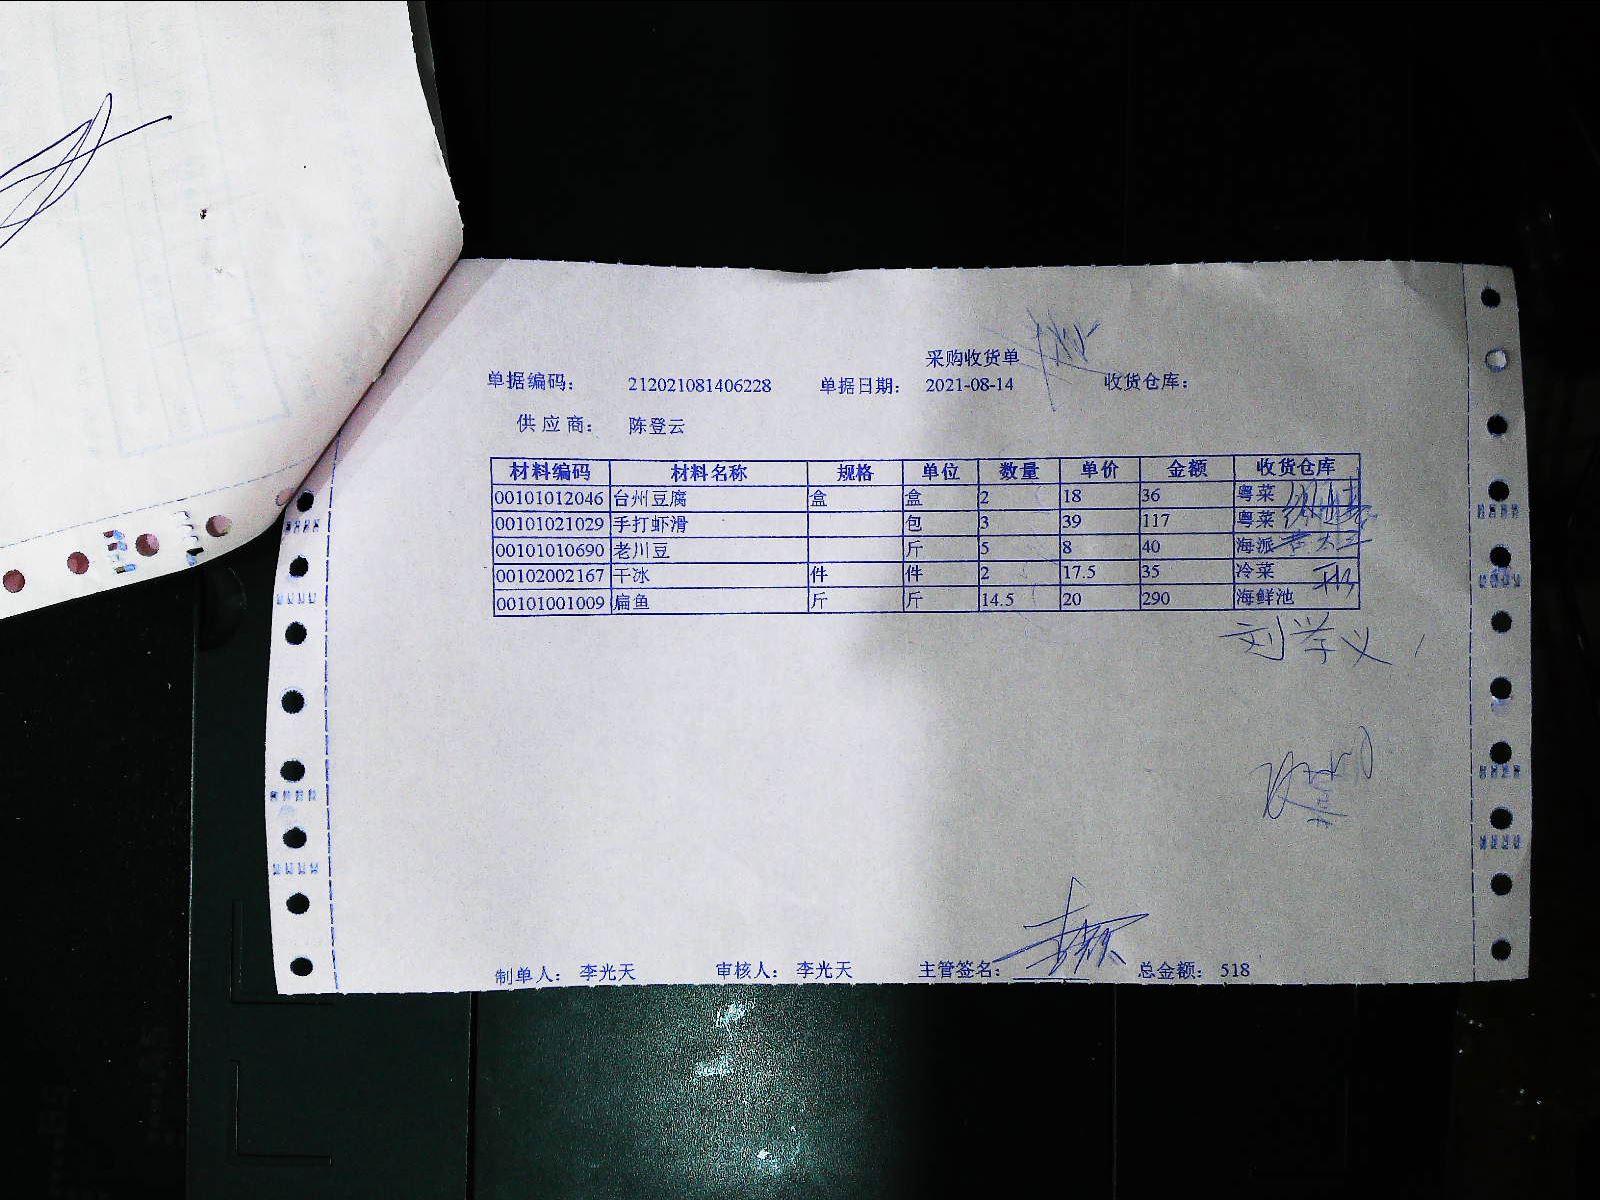 采购收货单
单据编码： 212021081406228 单据日期： 2021-08-14 收货仓库：
供应商： 陈登云
材料编码 材料名称 规格 单位 数量 单价 金额 收货仓库
00101012046 台州豆腐 盒 盒 2 18 36 粤菜
00101021029 手打虾滑 包 3 39 117 粤菜
00101010690 老川豆 斤 5 8 40 海派
00102002167 干冰 件 件 2 17.5 35 冷菜
00101001009 扁鱼 斤 斤 14.5 20 290 海鲜池
刘学义
制单人： 李光天 审核人： 李光天 主管签名： 总金额： 518